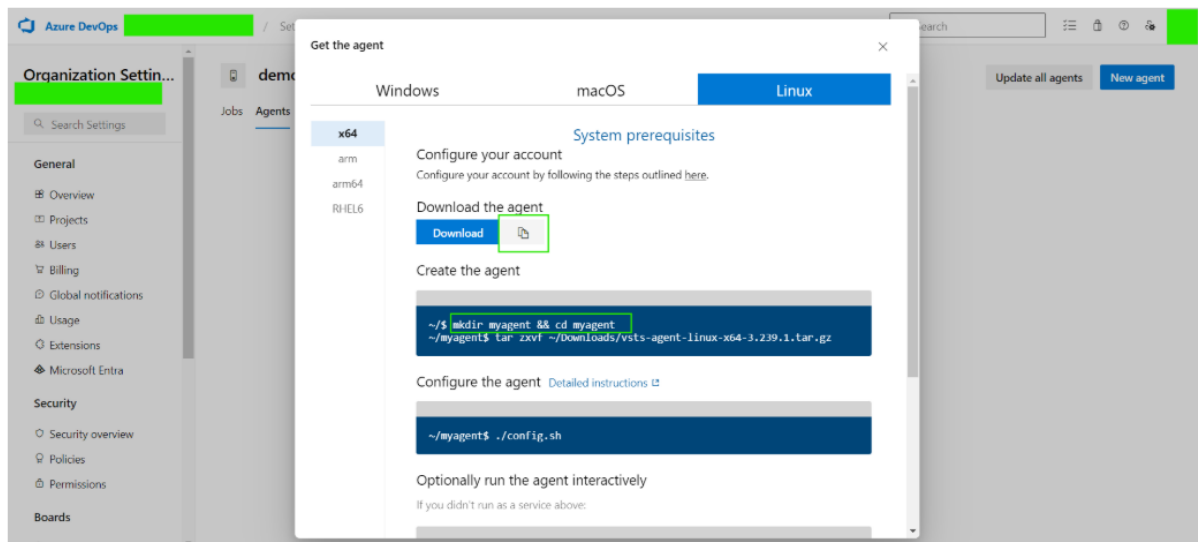 Azure DevOps / Set
earch
Organization Settin...
Search Settings
General
Overview
Projects
Users
Billing
Global notifications
Usage
Extensions
Microsoft Entra
Security
Security overview
Policies
Permissions
Boards
demo
Jobs Agents
Update all agents New agent
Get the agent
Windows macOS Linux
x64
arm
arm64
RHEL6
System prerequisites
Configure your account
Configure your account by following the steps outlined here.
Download the agent
Download
Create the agent
~/$ mkdir myagent && cd myagent
~/myagent$ tar zxvf ~/Downloads/vsts-agent-linux-x64-3.239.1.tar.gz
Configure the agent Detailed instructions
~/myagent$ ./config.sh
Optionally run the agent interactively
If you didn't run as a service above: